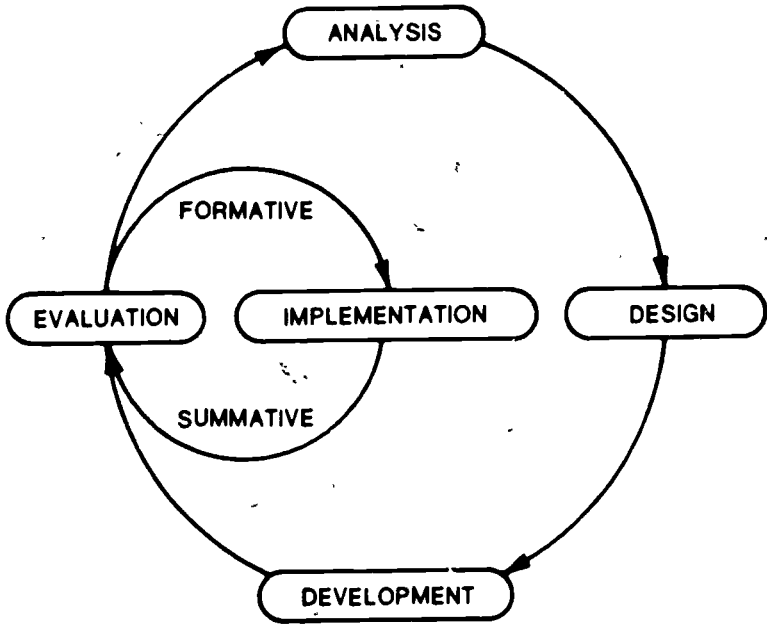 ANALYSIS
FORMATIVE
EVALUATION
IMPLEMENTATION
DESIGN
SUMMATIVE
DEVELOPMENT